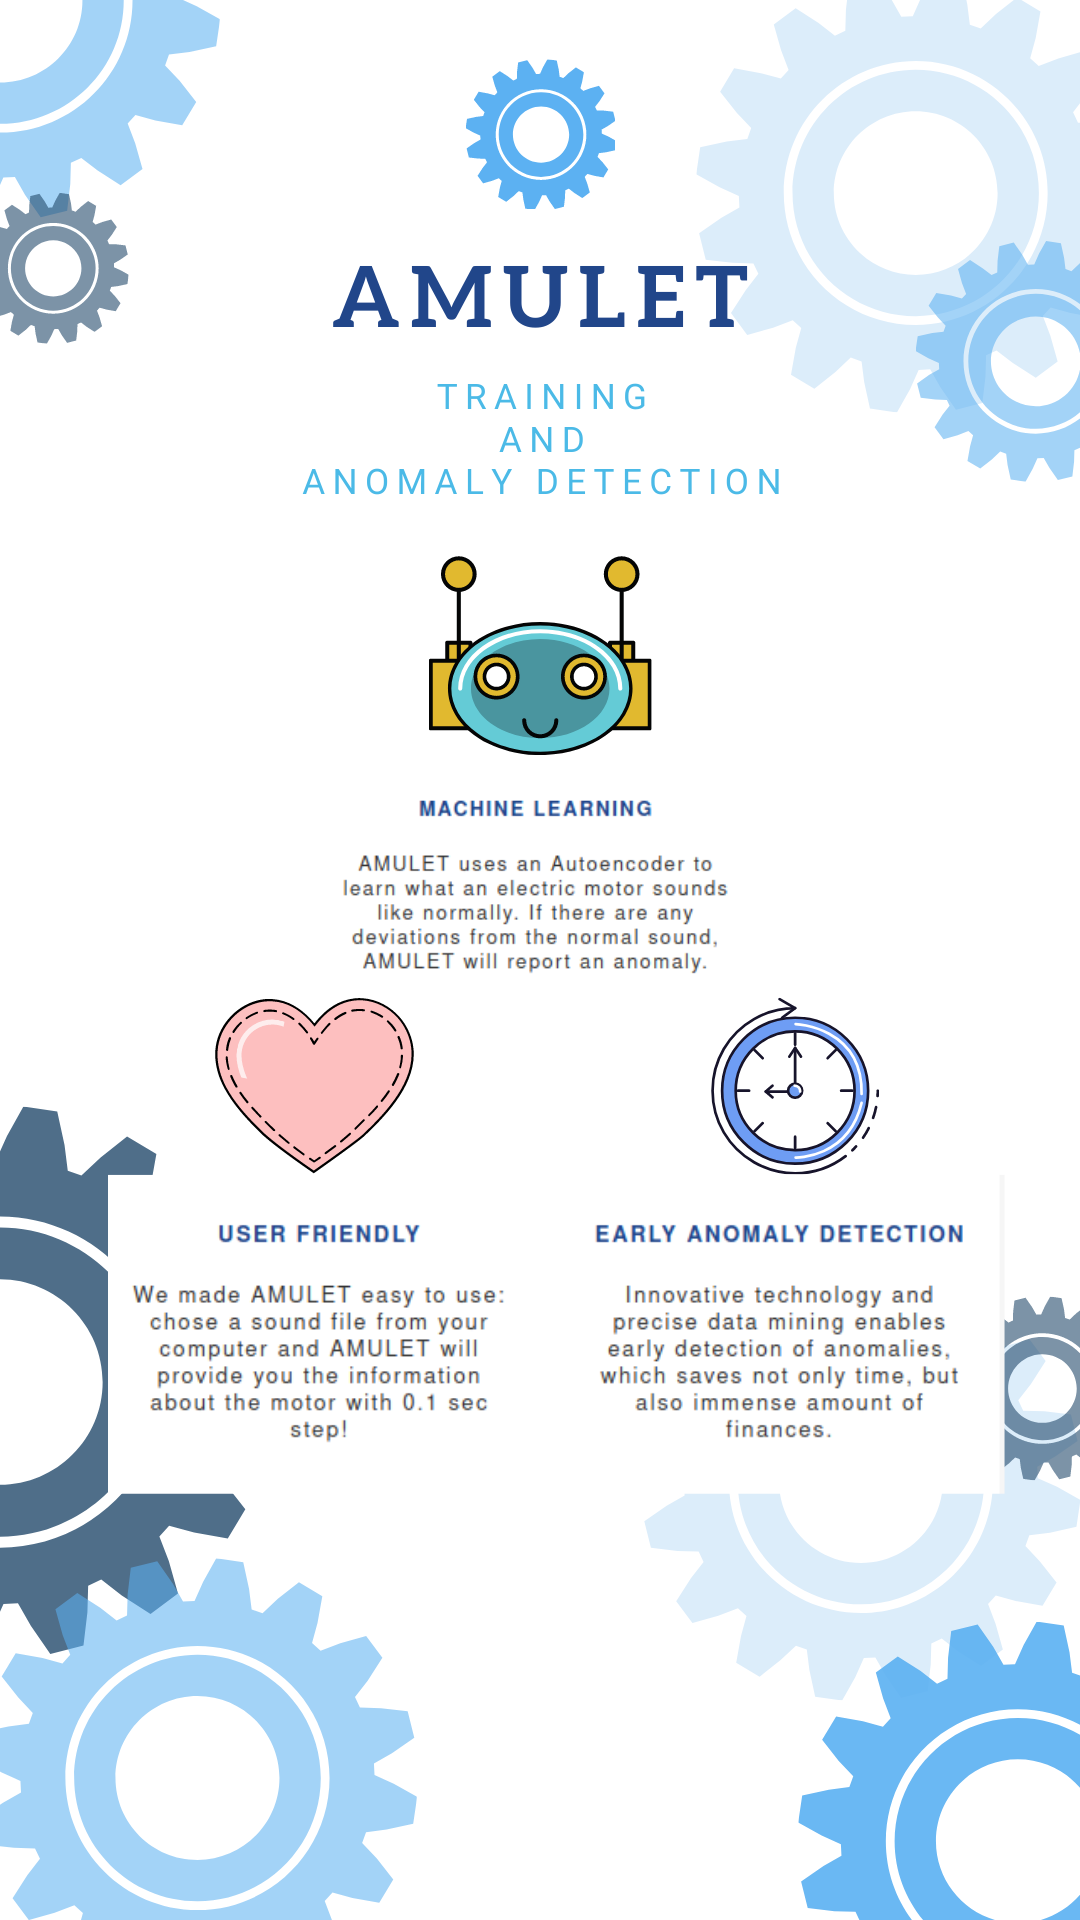 AMULET
TRAINING
AND
ANOMALY DETECTION
MACHINE LEARNING
AMULET uses an Autoencoder to
learn what an electric motor sounds
like normally. If there are any
deviations from the normal sound,
AMULET will report an anomaly.
USER FRIENDLY
We made AMULET easy to use:
chose a sound file from your
computer and AMULET will
provide you the information
about the motor with 0.1 sec
step!
EARLY ANOMALY DETECTION
Innovative technology and
precise data mining enables
early detection of anomalies,
which saves not only time, but
also immense amount of
finances.